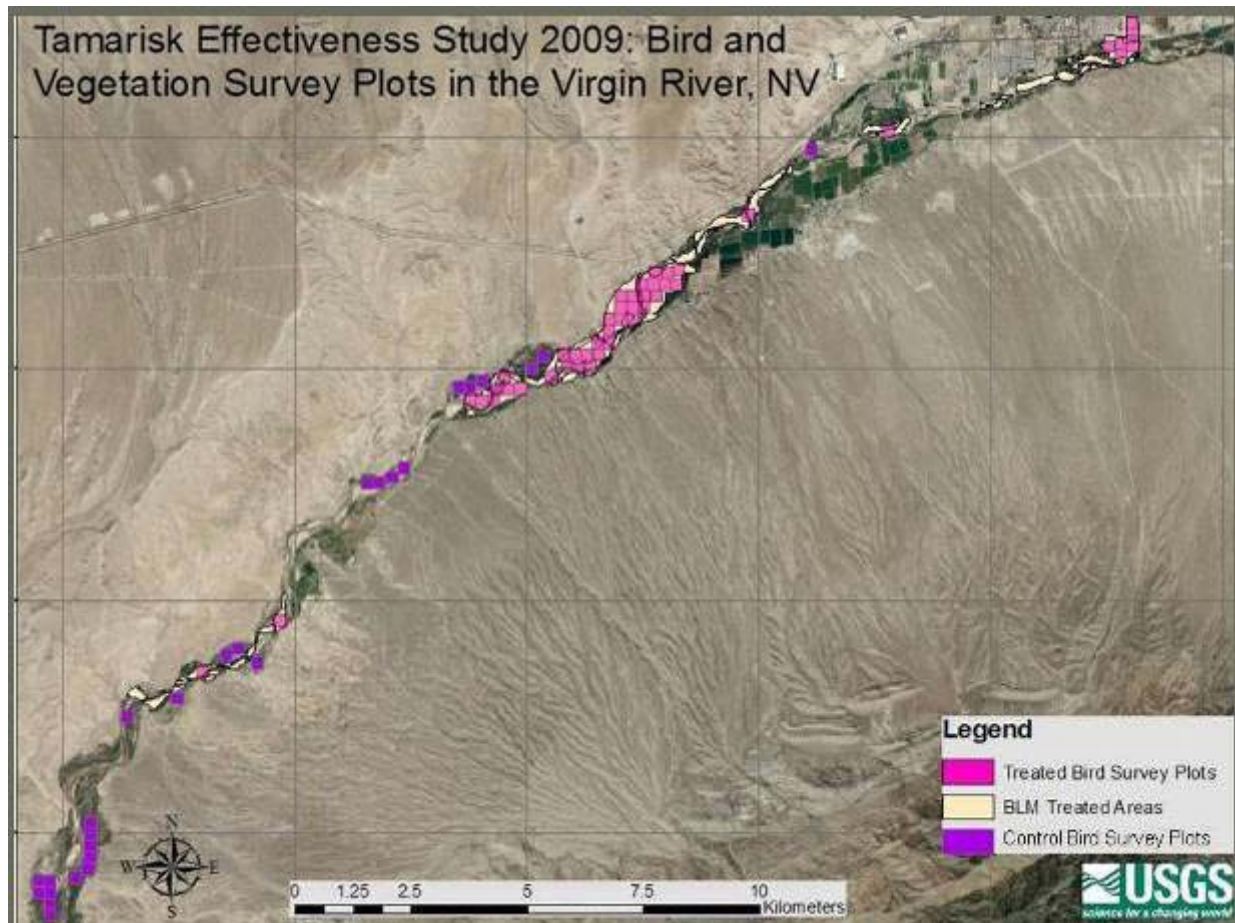 Tamarisk Effectiveness Study 2009: Bird and
Vegetation Survey Plots in the Virgin River, NV
Legend
Treated Bird Survey Plots
BLM Treated Areas
Control Bird Survey Plots
N
W E
S
0 1.25 2.5 5 7.5 10
Kilometers
USGS
science for a changing world